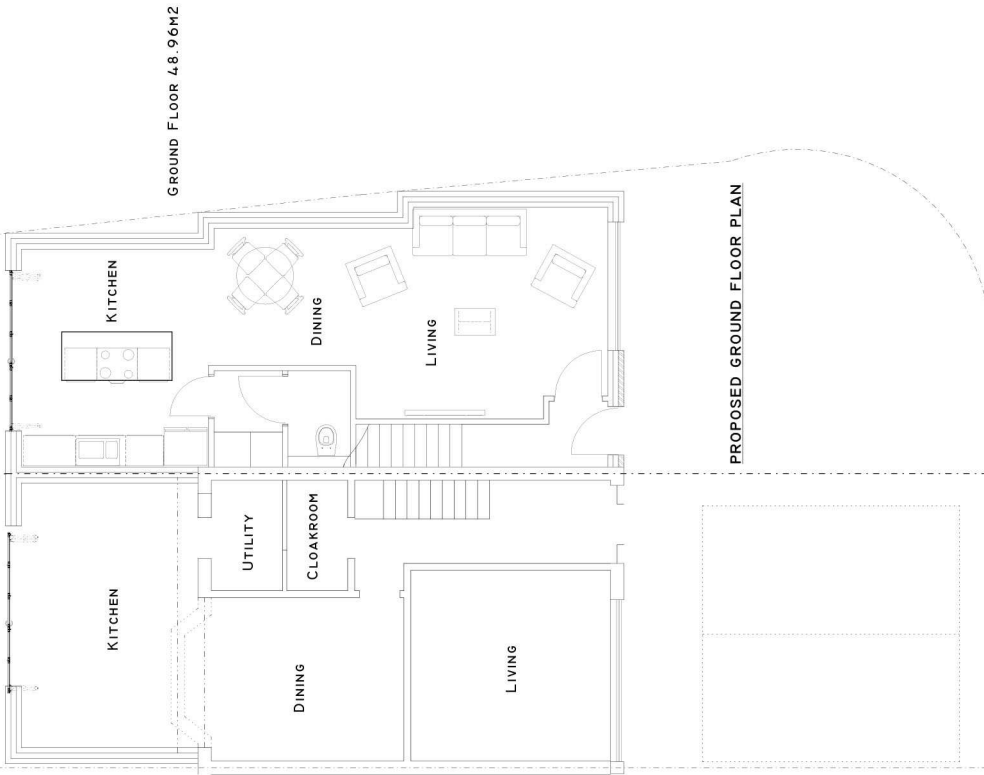 GROUND FLOOR 48.96M2
KITCHEN
DINING
LIVING
PROPOSED GROUND FLOOR PLAN
KITCHEN
UTILITY
CLOAKROOM
DINING
LIVING